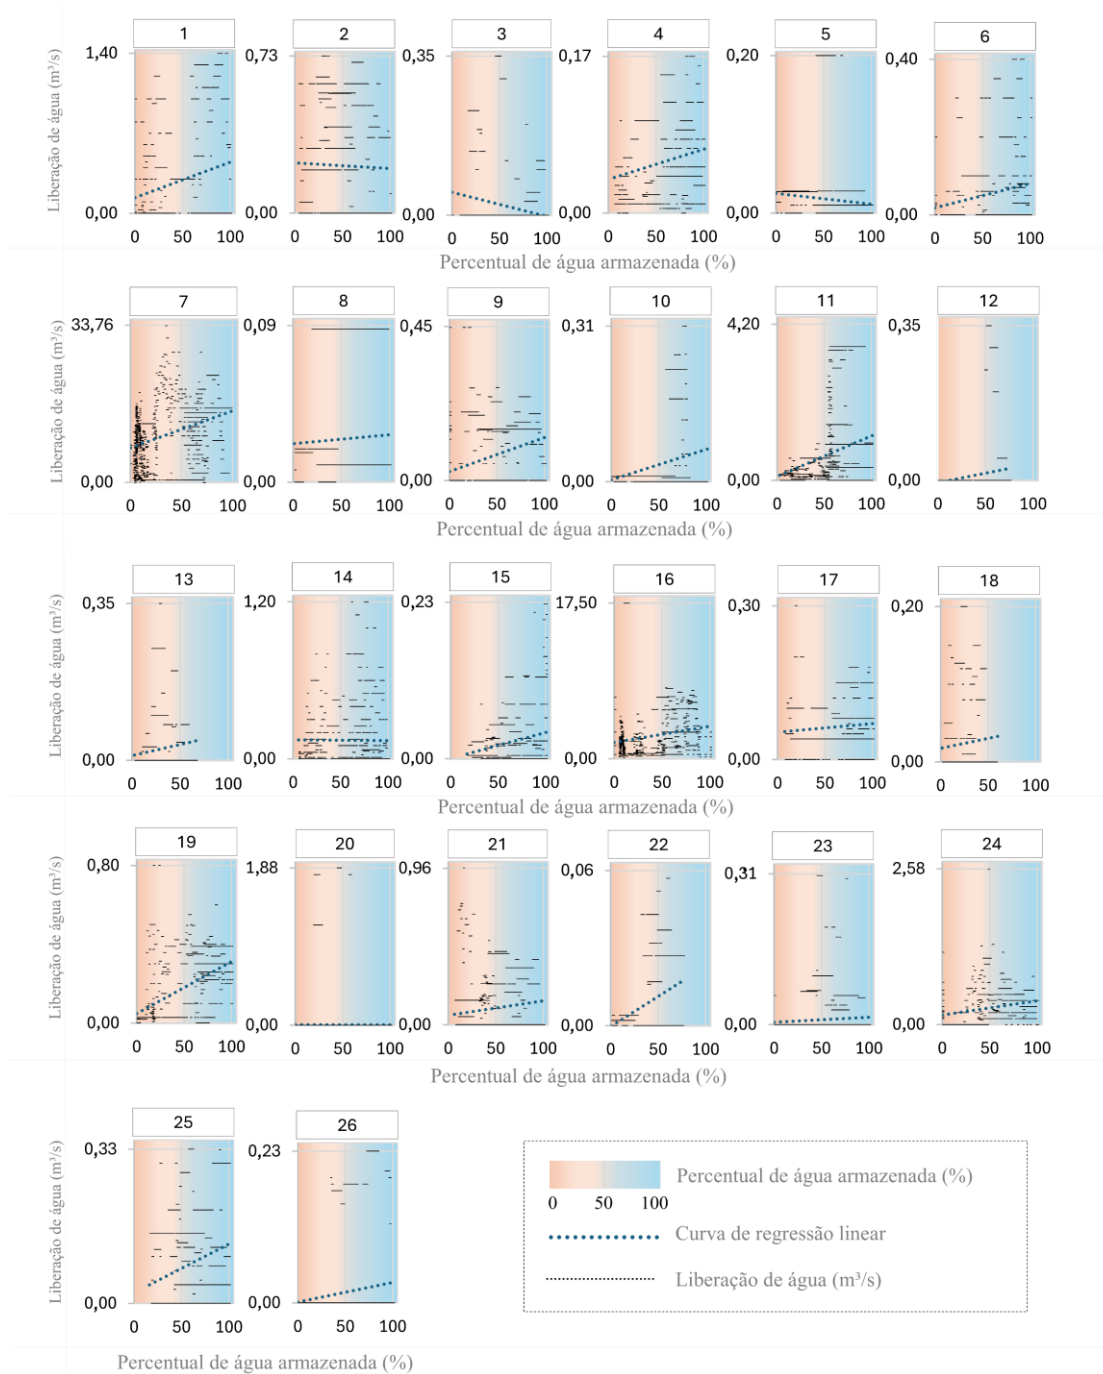 1 2 3 4 5 6
Liberação de água (m³/s)
1,40 0,73 0,35 0,17 0,20 0,40
0,00 0,00 0,00 0,00 0,00 0,00
0 50 100 0 50 100 0 50 100 0 50 100 0 50 100 0 50 100
Percentual de água armazenada (%)
7 8 9 10 11 12
Liberação de água (m³/s)
33,76 0,09 0,45 0,31 4,20 0,35
0,00 0,00 0,00 0,00 0,00 0,00
0 50 100 0 50 100 0 50 100 0 50 100 0 50 100 0 50 100
Percentual de água armazenada (%)
13 14 15 16 17 18
Liberação de água (m³/s)
0,35 1,20 0,23 17,50 0,30 0,20
0,00 0,00 0,00 0,00 0,00 0,00
0 50 100 0 50 100 0 50 100 0 50 100 0 50 100 0 50 100
Percentual de água armazenada (%)
19 20 21 22 23 24
Liberação de água (m³/s)
0,80 1,88 0,96 0,06 0,31 2,58
0,00 0,00 0,00 0,00 0,00 0,00
0 50 100 0 50 100 0 50 100 0 50 100 0 50 100 0 50 100
Percentual de água armazenada (%)
25 26
Liberação de água (m³/s)
0,33 0,23
0,00 0,00
0 50 100 0 50 100
Percentual de água armazenada (%)
Percentual de água armazenada (%)
0 50 100
Curva de regressão linear
Liberação de água (m³/s)